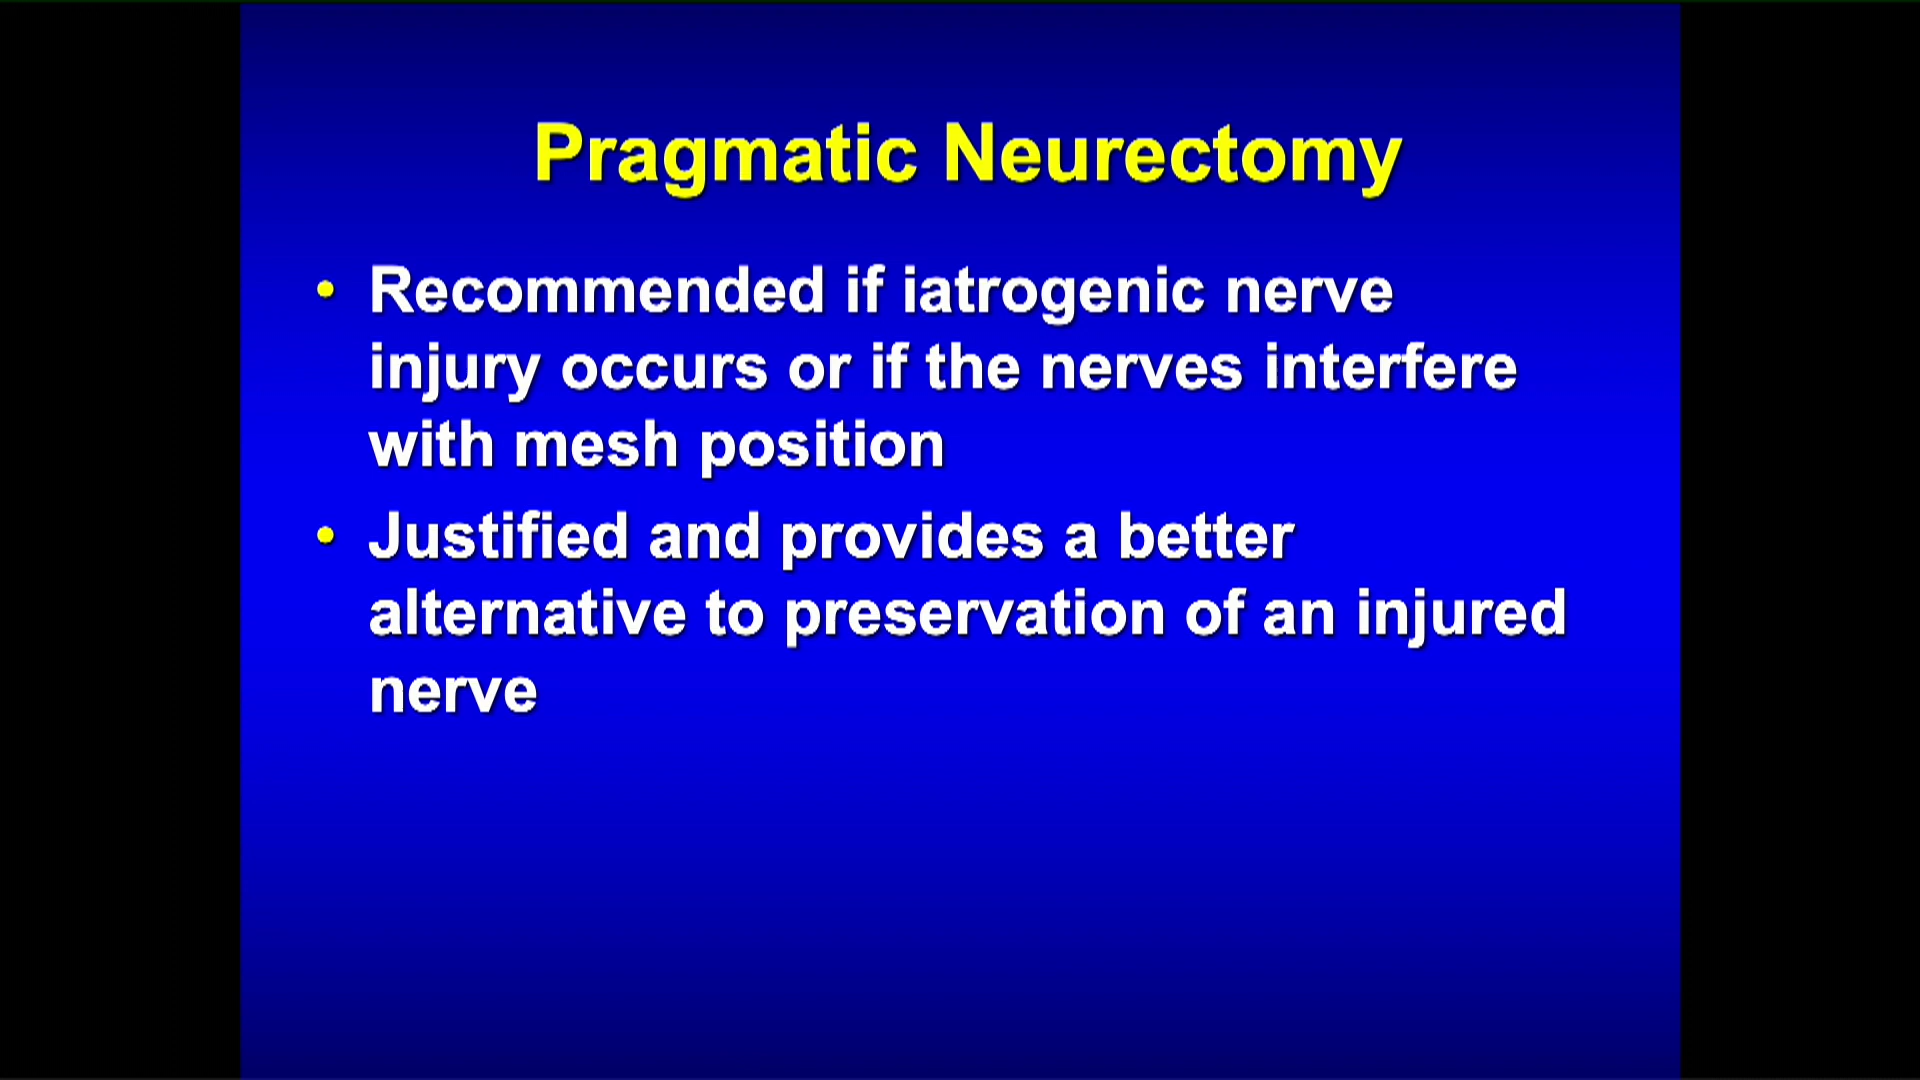 Pragmatic Neurectomy
• Recommended if iatrogenic nerve
injury occurs or if the nerves interfere
with mesh position
• Justified and provides a better
alternative to preservation of an injured
nerve